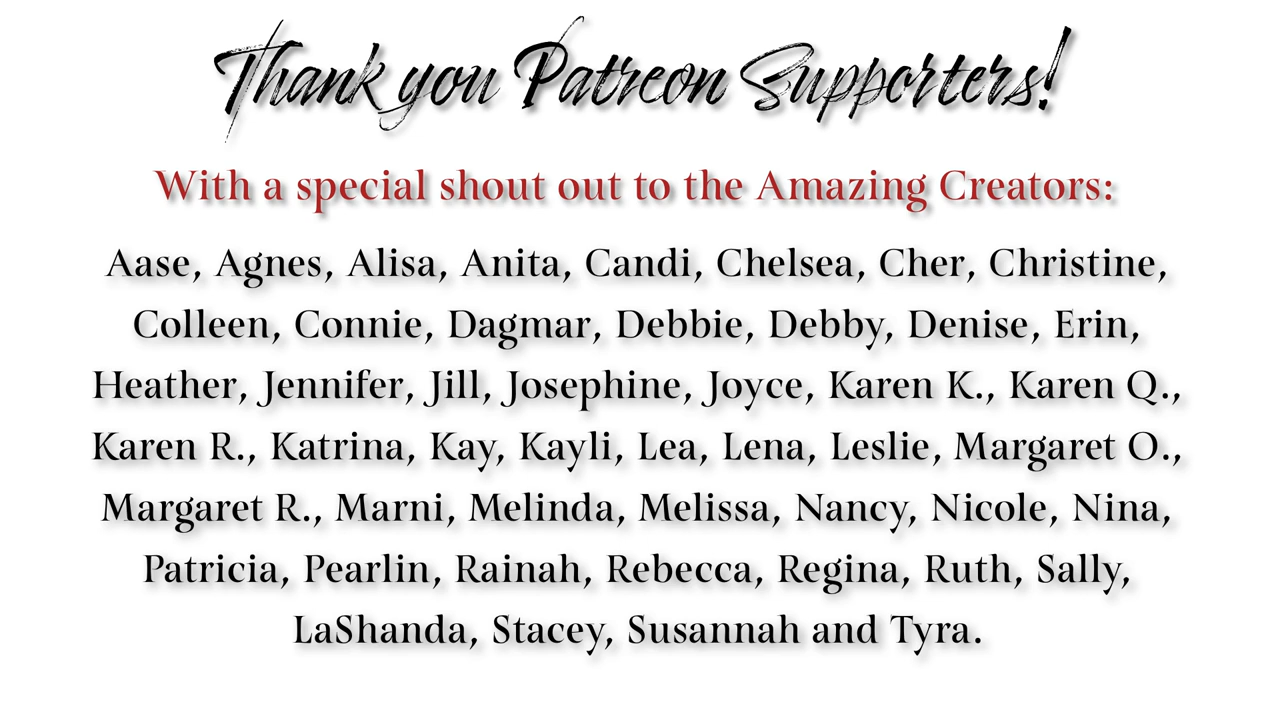 Thank you Patreon Supporters!
With a special shout out to the Amazing Creators:
Aase, Agnes, Alisa, Anita, Candi, Chelsea, Cher, Christine,
Colleen, Connie, Dagmar, Debbie, Debby, Denise, Erin,
Heather, Jennifer, Jill, Josephine, Joyce, Karen K., Karen Q.,
Karen R., Katrina, Kay, Kayli, Lea, Lena, Leslie, Margaret O.,
Margaret R., Marni, Melinda, Melissa, Nancy, Nicole, Nina,
Patricia, Pearlin, Rainah, Rebecca, Regina, Ruth, Sally,
LaShanda, Stacey, Susannah and Tyra.